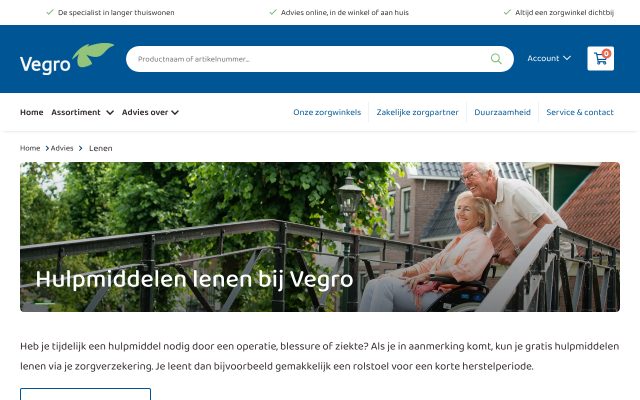 De specialist in langer thuiswonen
Advies online, in de winkel of aan huis
Altijd een zorgwinkel dichtbij
Vegro
Productnaam of artikelnummer...
Account
0
Home
Assortiment
Advies over
Onze zorgwinkels
Zakelijke zorgpartner
Duurzaamheid
Service & contact
Home
Advies
Lenen
Hulpmiddelen lenen bij Vegro
Heb je tijdelijk een hulpmiddel nodig door een operatie, blessure of ziekte? Als je in aanmerking komt, kun je gratis hulpmiddelen
lenen via je zorgverzekering. Je leent dan bijvoorbeeld gemakkelijk een rolstoel voor een korte herstelperiode.